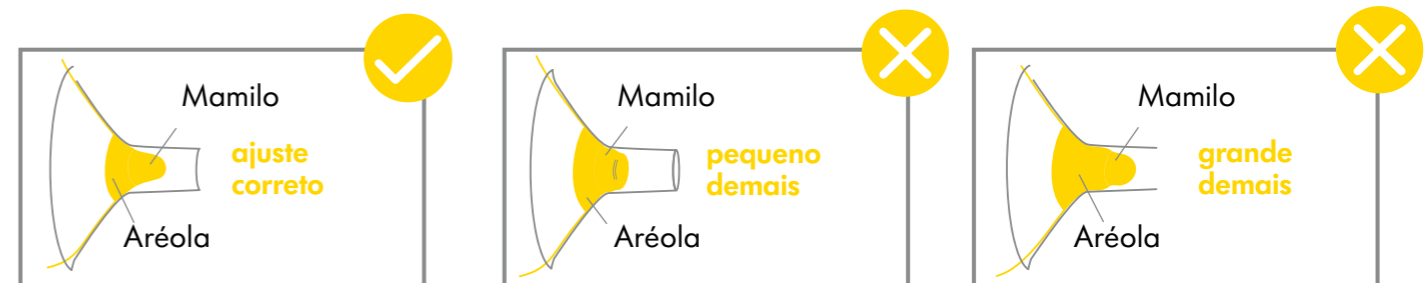 Mamilo
ajuste
correto
Aréola
Mamilo
pequeno
demais
Aréola
Mamilo
grande
demais
Aréola